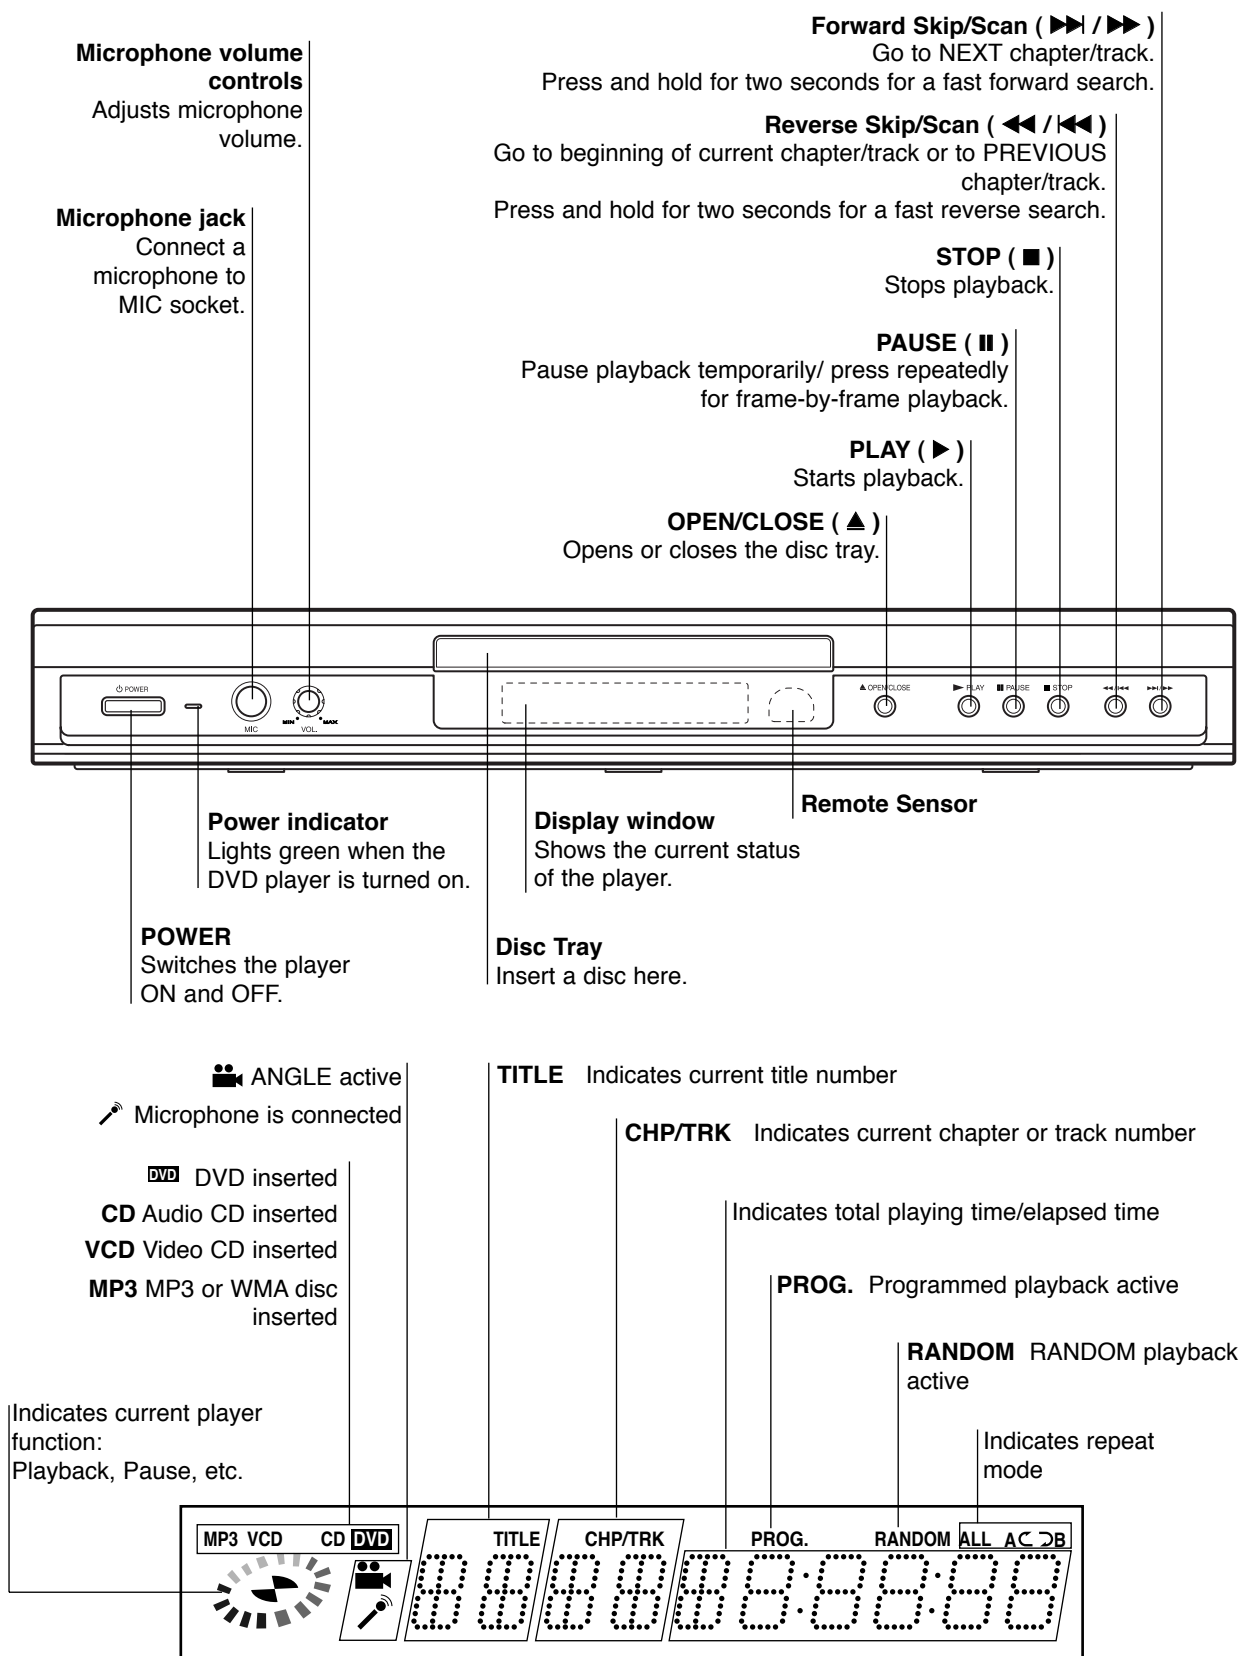 Forward Skip/Scan ( ▶▶I / ▶▶ )
Go to NEXT chapter/track.
Press and hold for two seconds for a fast forward search.
Microphone volume
controls
Adjusts microphone
volume.
Reverse Skip/Scan ( ◀◀ / I◀◀ )
Go to beginning of current chapter/track or to PREVIOUS
chapter/track.
Press and hold for two seconds for a fast reverse search.
Microphone jack
Connect a
microphone to
MIC socket.
STOP ( ■ )
Stops playback.
PAUSE ( II )
Pause playback temporarily/ press repeatedly
for frame-by-frame playback.
PLAY ( ▶ )
Starts playback.
OPEN/CLOSE ( ▲ )
Opens or closes the disc tray.
POWER
MIC
MIN MAX
VOL.
▲ OPEN/CLOSE
▶ PLAY
II PAUSE
■ STOP
◀◀/I◀◀
▶▶I/▶▶
Power indicator
Lights green when the
DVD player is turned on.
Display window
Shows the current status
of the player.
Remote Sensor
POWER
Switches the player
ON and OFF.
Disc Tray
Insert a disc here.
ANGLE active
Microphone is connected
DVD DVD inserted
CD Audio CD inserted
VCD Video CD inserted
MP3 MP3 or WMA disc
inserted
TITLE Indicates current title number
CHP/TRK Indicates current chapter or track number
Indicates total playing time/elapsed time
PROG. Programmed playback active
RANDOM RANDOM playback
active
Indicates current player
function:
Playback, Pause, etc.
Indicates repeat
mode
MP3 VCD CD DVD TITLE CHP/TRK PROG. RANDOM ALL A B